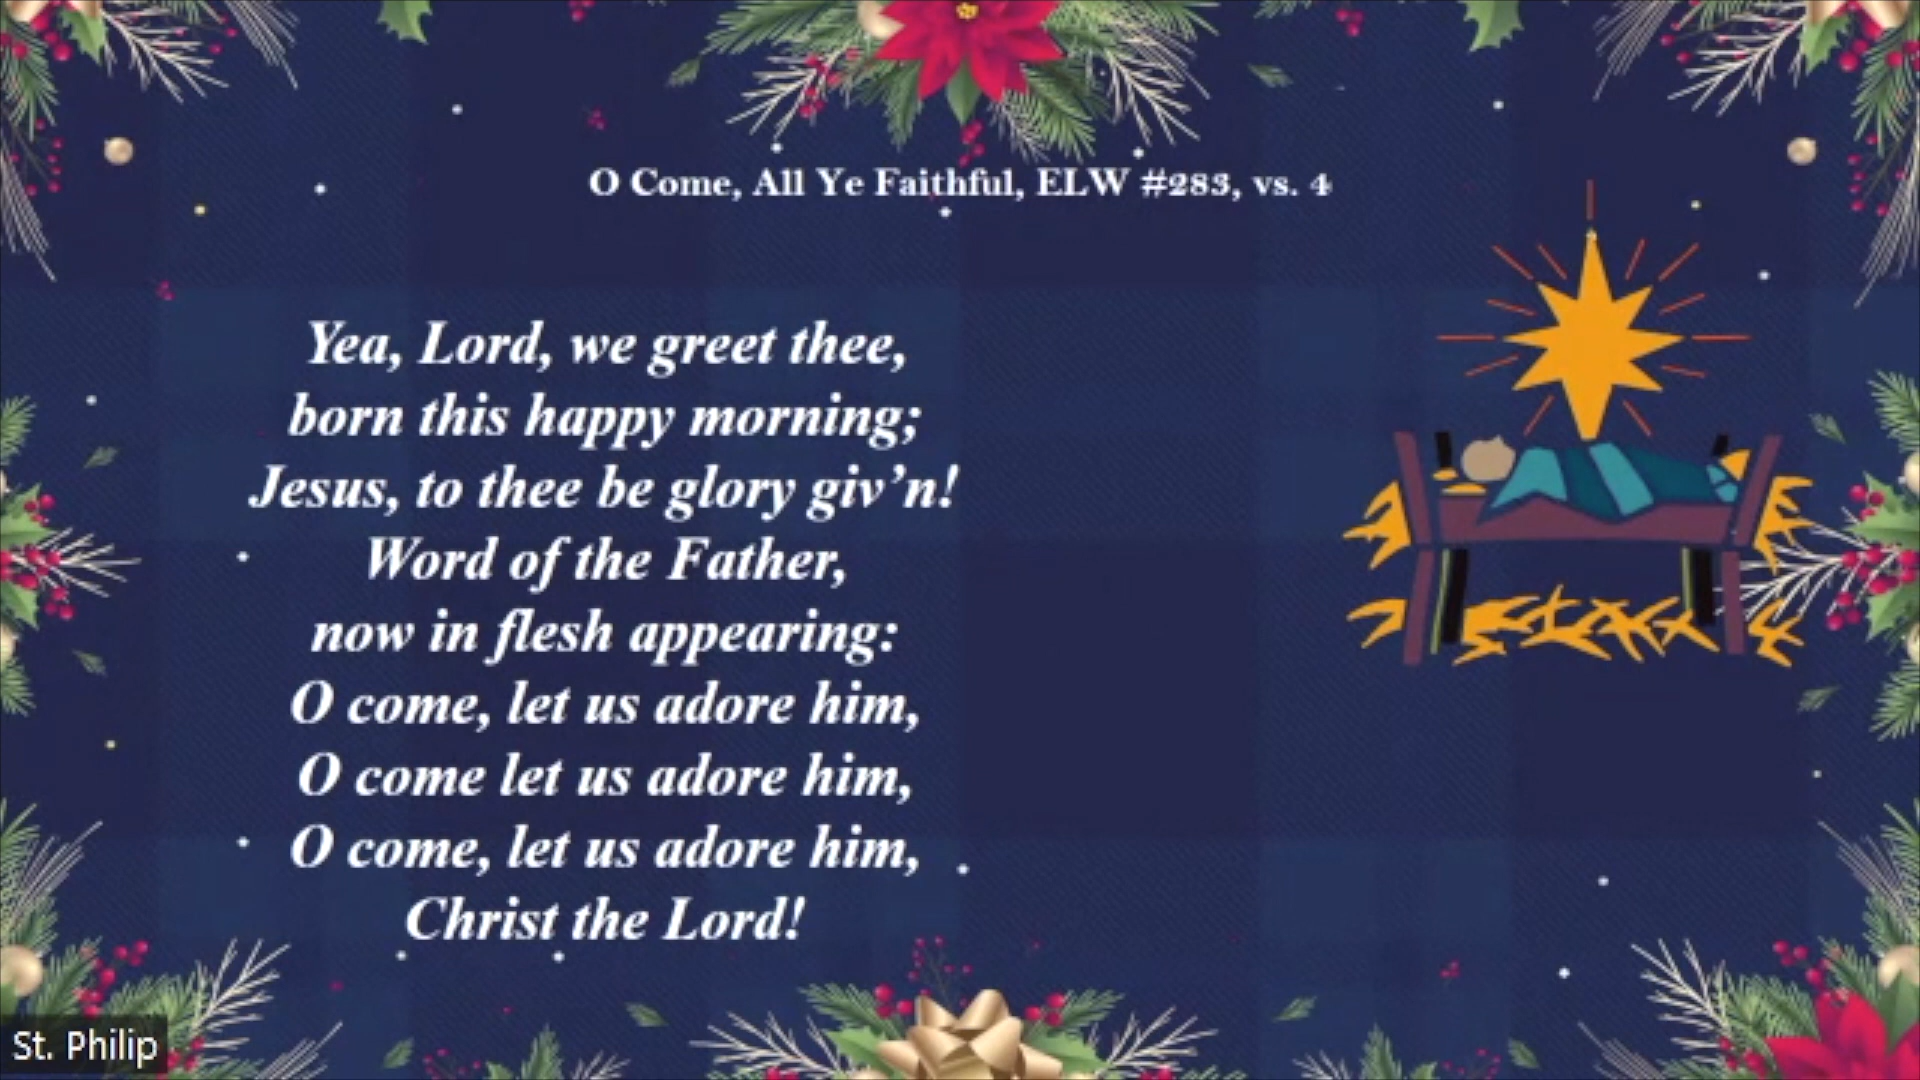 O Come, All Ye Faithful, ELW #283, vs. 4
Yea, Lord, we greet thee,
born this happy morning;
Jesus, to thee be glory giv’n!
Word of the Father,
now in flesh appearing:
O come, let us adore him,
O come let us adore him,
O come, let us adore him,
Christ the Lord!
St. Philip